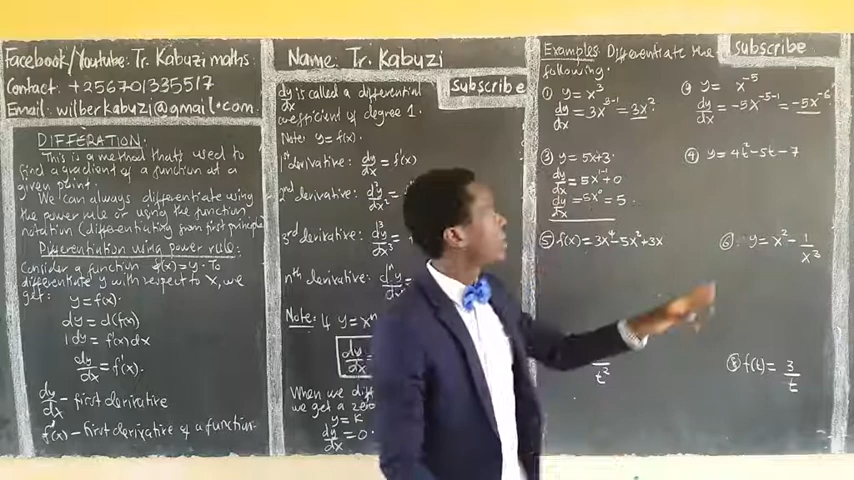 Facebook/Youtube: Tr. Kabuzi maths
Contact: +256701335517
Email: wilberkabuzi@gmail.com
DIFFERATION
This is a method that's used to
find a gradient of a function at a
given point.
We can always differentiate using
the power rule or using the function
notation (Differentiating from first principle)
Differentiation using power rule:
Consider a function f(x)=y. To
differentiate y with respect to x, we
get: y=f(x).
dy=d(f(x)
1dy=f'(x)dx
dy/dx = f'(x).
dy/dx - first derivative
f'(x) - first derivative of a function
Name: Tr. Kabuzi
Subscribe
dy/dx is called a differential
coefficient of degree 1.
Note: y=f(x).
1st derivative: dy/dx = f'(x)
2nd derivative: d²y/dx² =
3rd derivative: d³y/dx³ =
nth derivative:
Note: 4 y=xⁿ
dy/dx =
When we diff
we get a zero
y=K
dy/dx =0
Subscribe
Examples: Differentiate the
following.
① y=x³
dy/dx = 3x³⁻¹=3x²
y= x⁻⁵
dy/dx = -5x⁻⁵⁻¹=-5x⁻⁶
③ y=5x+3
dy/dx = 5x¹⁻¹+0
dy/dx = 5x⁰ = 5
④ y=4t²-5t-7
⑤ f(x)=3x⁴-5x²+3x
⑥ y=x²-1/x³
t²
⑧ f(t)= 3/t